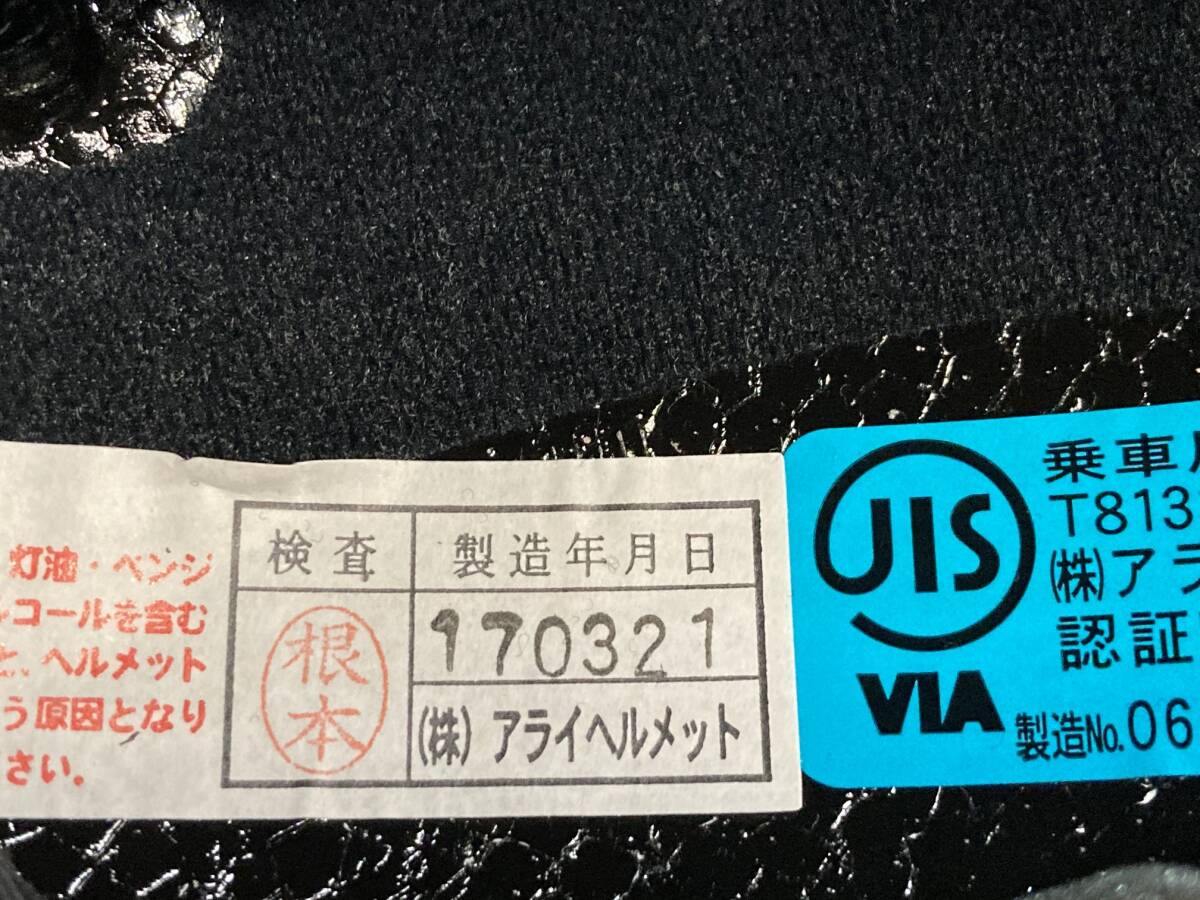 灯油・ベンジ
コールを含む
ヘルメット
う原因となり
さい。
検査
製造年月日
根本
170321
(株)アライヘルメット
JIS
VIA
乗車
T813
(株)アラ
認証
製造No.06